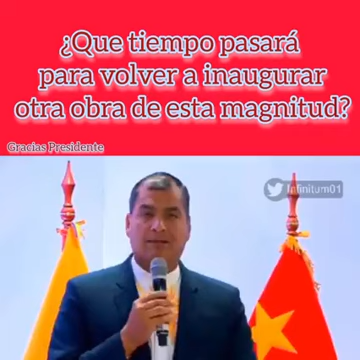 ¿Que tiempo pasará
para volver a inaugurar
otra obra de esta magnitud?
Gracias Presidente
Infinitum01